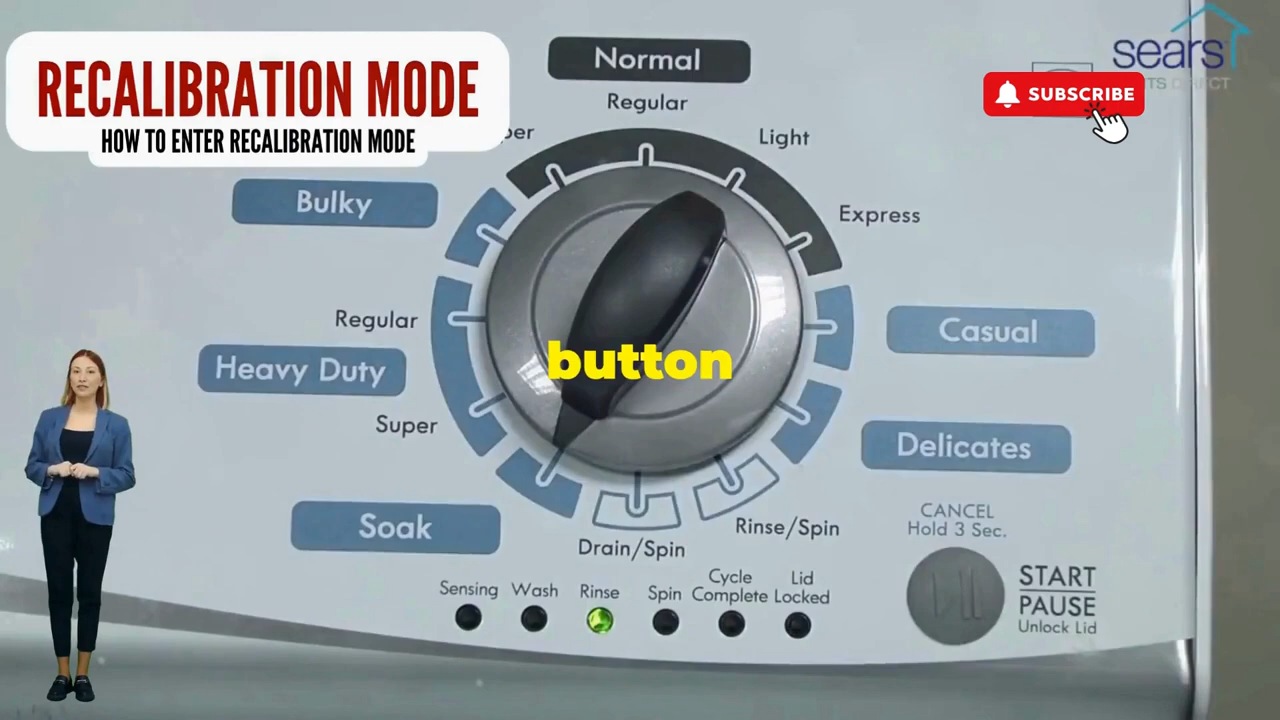 sears
RECALIBRATION MODE
HOW TO ENTER RECALIBRATION MODE
SUBSCRIBE
DIRECT
Normal
Regular
Light
Bulky
Express
Regular
Casual
Heavy Duty
button
Super
Delicates
Soak
Rinse/Spin
Drain/Spin
CANCEL
Hold 3 Sec.
Sensing
Wash
Rinse
Spin
Cycle
Complete
Lid
Locked
START
PAUSE
Unlock Lid